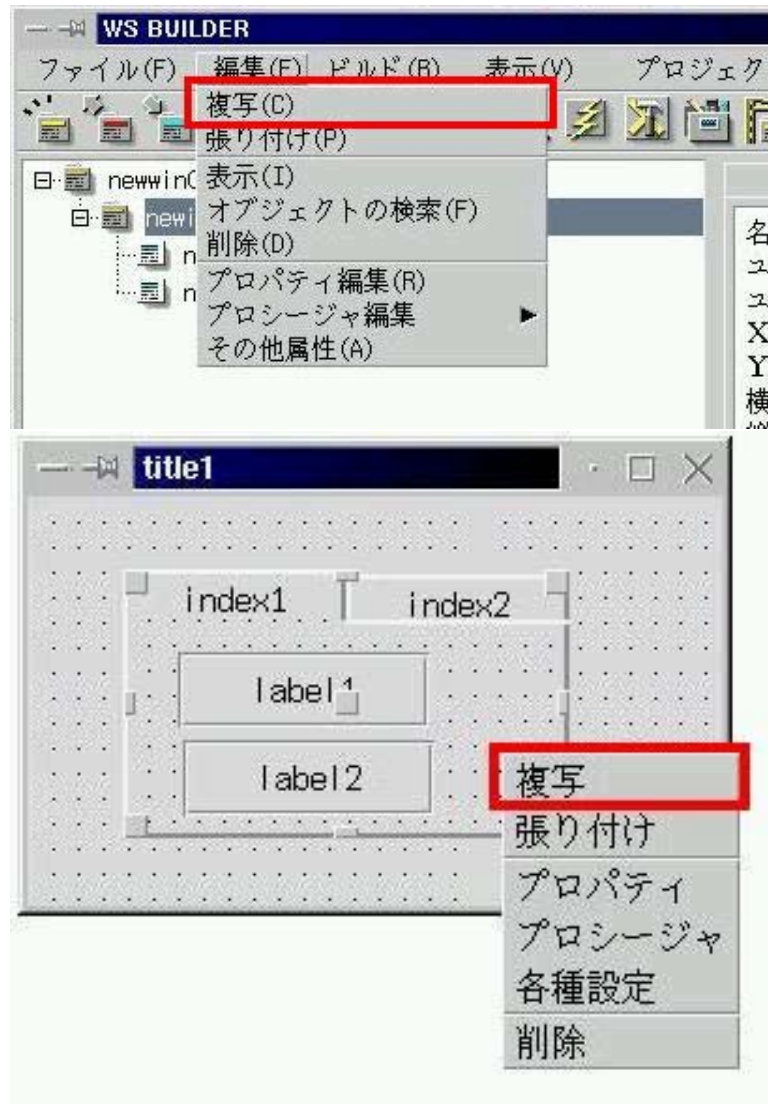 WS BUILDER
ファイル(F) 編集(E) ビルド(B) 表示(V) プロジェク
複写(C)
張り付け(P)
表示(I)
オブジェクトの検索(F)
削除(D)
プロパティ編集(R)
プロシージャ編集
その他属性(A)
newwin
newi
n
n
名
ユ
ユ
X
Y
横
title1
index1 index2
label1
label2
複写
張り付け
プロパティ
プロシージャ
各種設定
削除